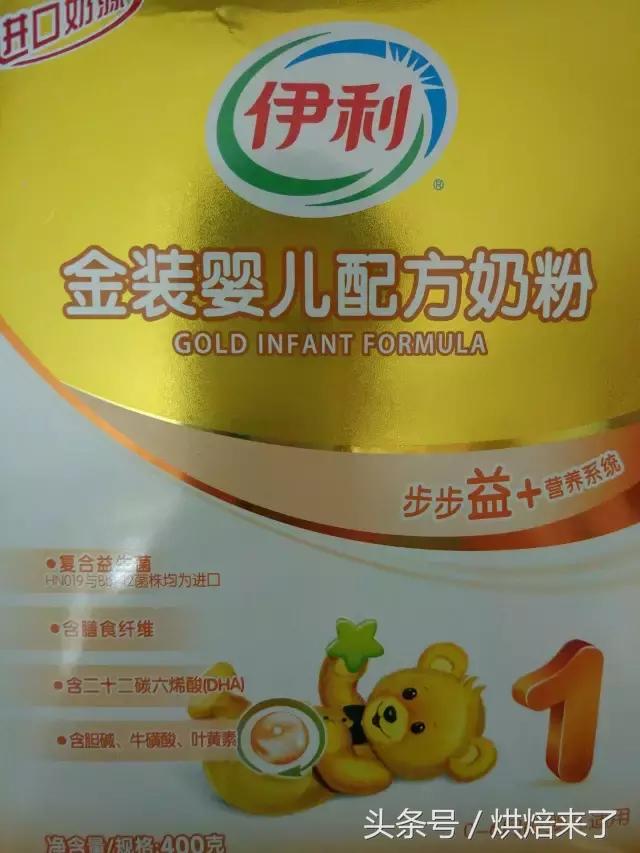 进口奶源
伊利
®
金装婴儿配方奶粉
GOLD INFANT FORMULA
步步益+营养系统
•复合益生菌
HN019与菌株均为进口
•含膳食纤维
•含二十二碳六烯酸(DHA)
•含胆碱、牛磺酸、叶黄素
1
净含量/规格:400克
头条号 / 烘焙来了